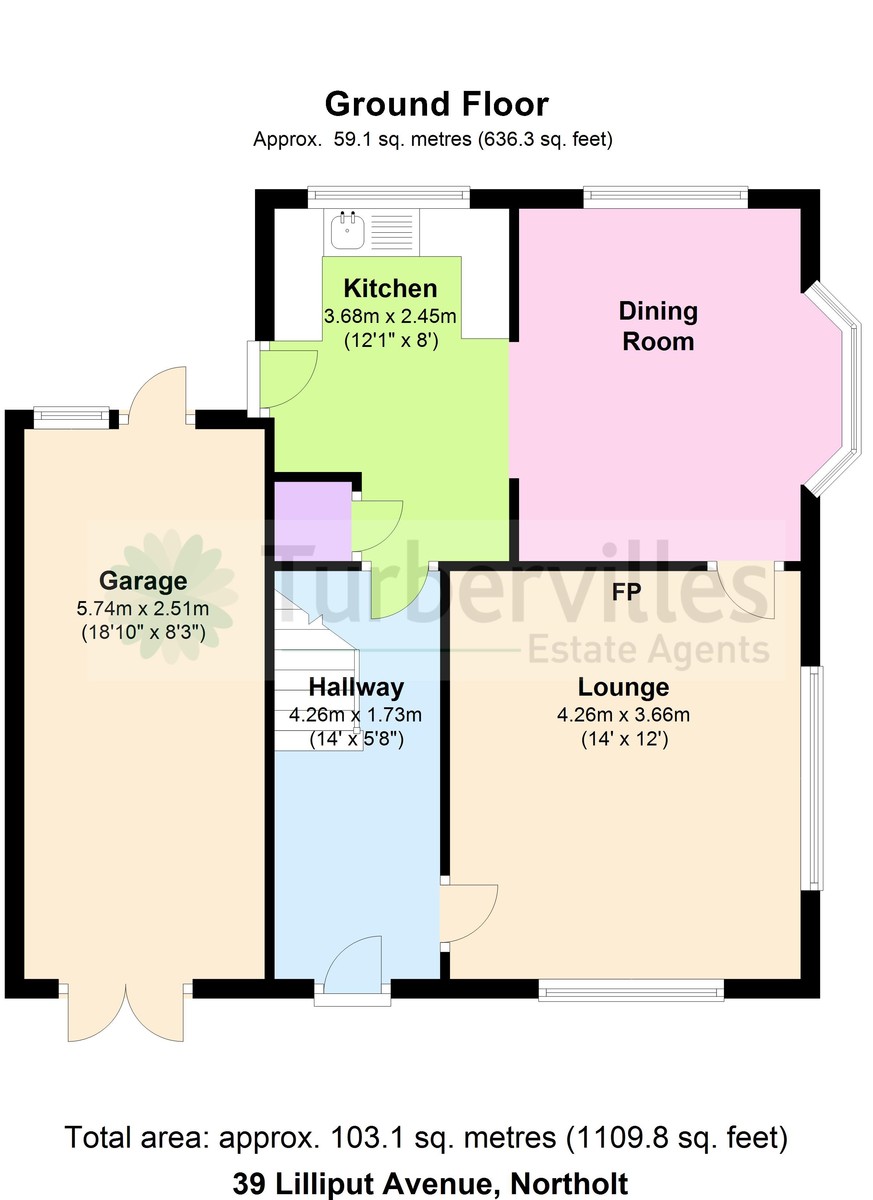 Ground Floor
Approx. 59.1 sq. metres (636.3 sq. feet)
Kitchen
3.68m x 2.45m
(12'1" x 8')
Dining
Room
Garage
5.74m x 2.51m
(18'10" x 8'3")
FP
Turbervilles
Estate Agents
Hallway
4.26m x 1.73m
(14' x 5'8")
Lounge
4.26m x 3.66m
(14' x 12')
Total area: approx. 103.1 sq. metres (1109.8 sq. feet)
39 Lilliput Avenue, Northolt